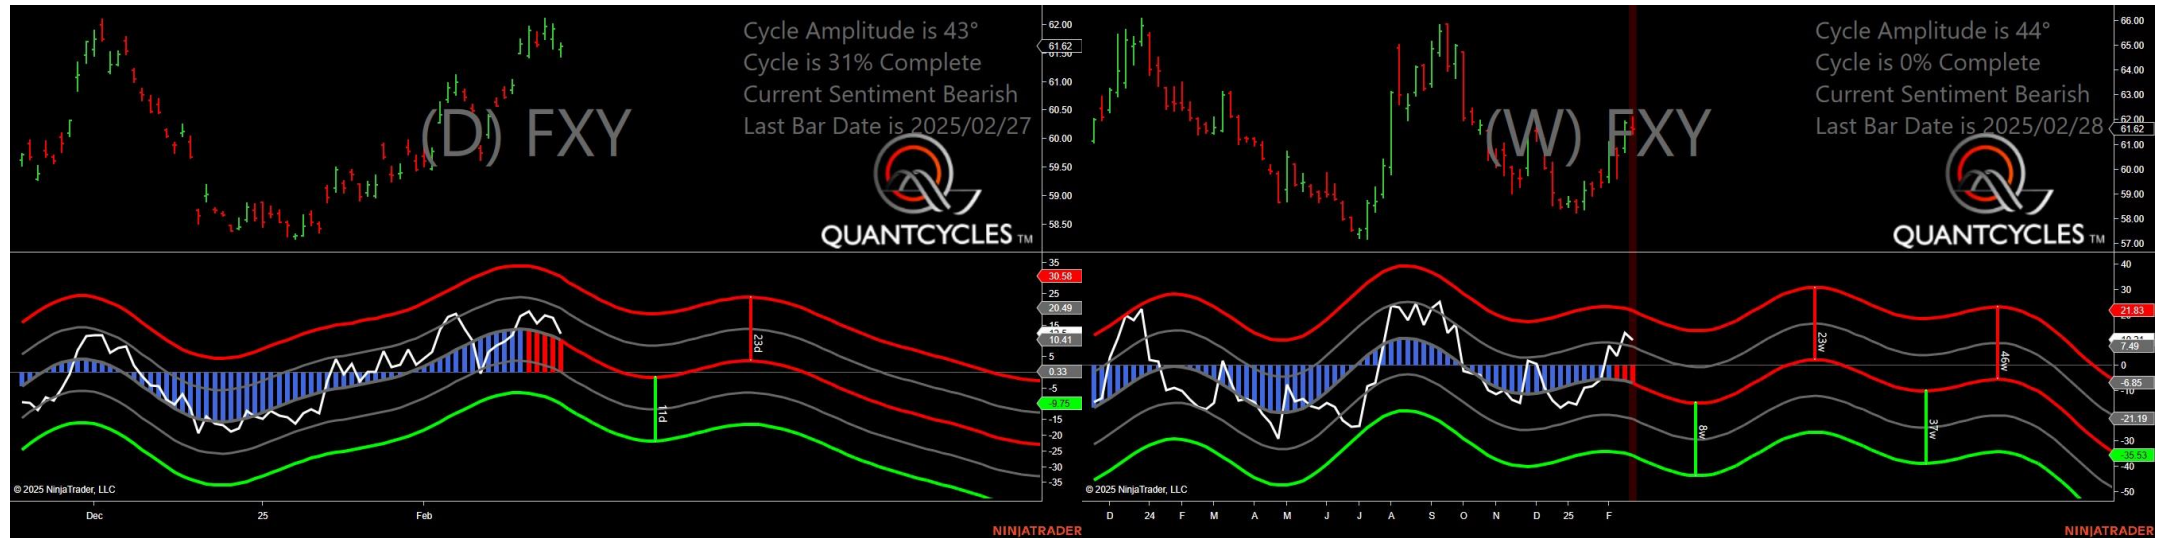 Cycle Amplitude is 43°
Cycle is 31% Complete
Current Sentiment Bearish
Last Bar Date is 2025/02/27
(D) FXY
QUANTCYCLES TM
62.00
61.62
61.00
60.50
60.00
59.50
59.00
58.50
35
30.58
25
20.49
15
10.41
5
0.33
-5
-9.75
-15
-20
-25
-30
-35
11d
23d
© 2025 NinjaTrader, LLC
Dec
25
Feb
NINJATRADER
Cycle Amplitude is 44°
Cycle is 0% Complete
Current Sentiment Bearish
Last Bar Date is 2025/02/28
(W) FXY
QUANTCYCLES TM
66.00
65.00
64.00
63.00
62.00
61.62
61.00
60.00
59.00
58.00
57.00
40
30
21.83
7.49
0
-6.85
-10
-21.19
-30
-35.53
-40
-50
8w
23w
37w
46w
© 2025 NinjaTrader, LLC
D 24 F M A M J J A S O N D 25 F
NINJATRADER